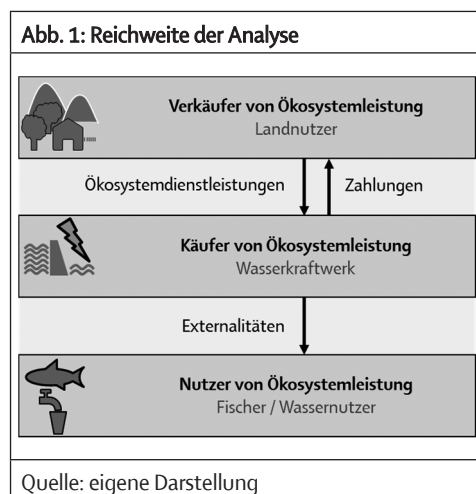 Abb. 1: Reichweite der Analyse
Verkäufer von Ökosystemleistung
Landnutzer
Ökosystemdienstleistungen Zahlungen
Käufer von Ökosystemleistung
Wasserkraftwerk
Externalitäten
Nutzer von Ökosystemleistung
Fischer / Wassernutzer
Quelle: eigene Darstellung